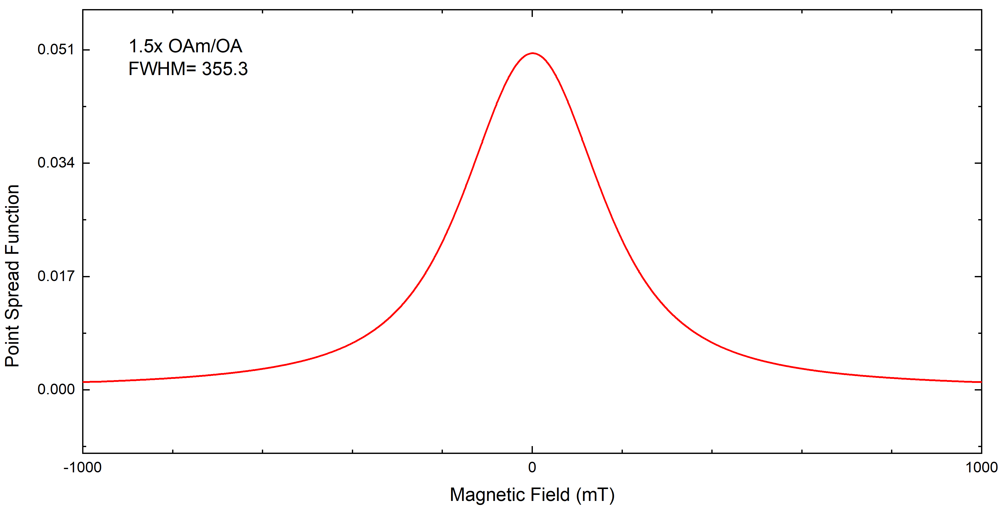 1.5x OAm/OA
FWHM= 355.3
0.051
0.034
0.017
0.000
Point Spread Function
-1000
0
1000
Magnetic Field (mT)